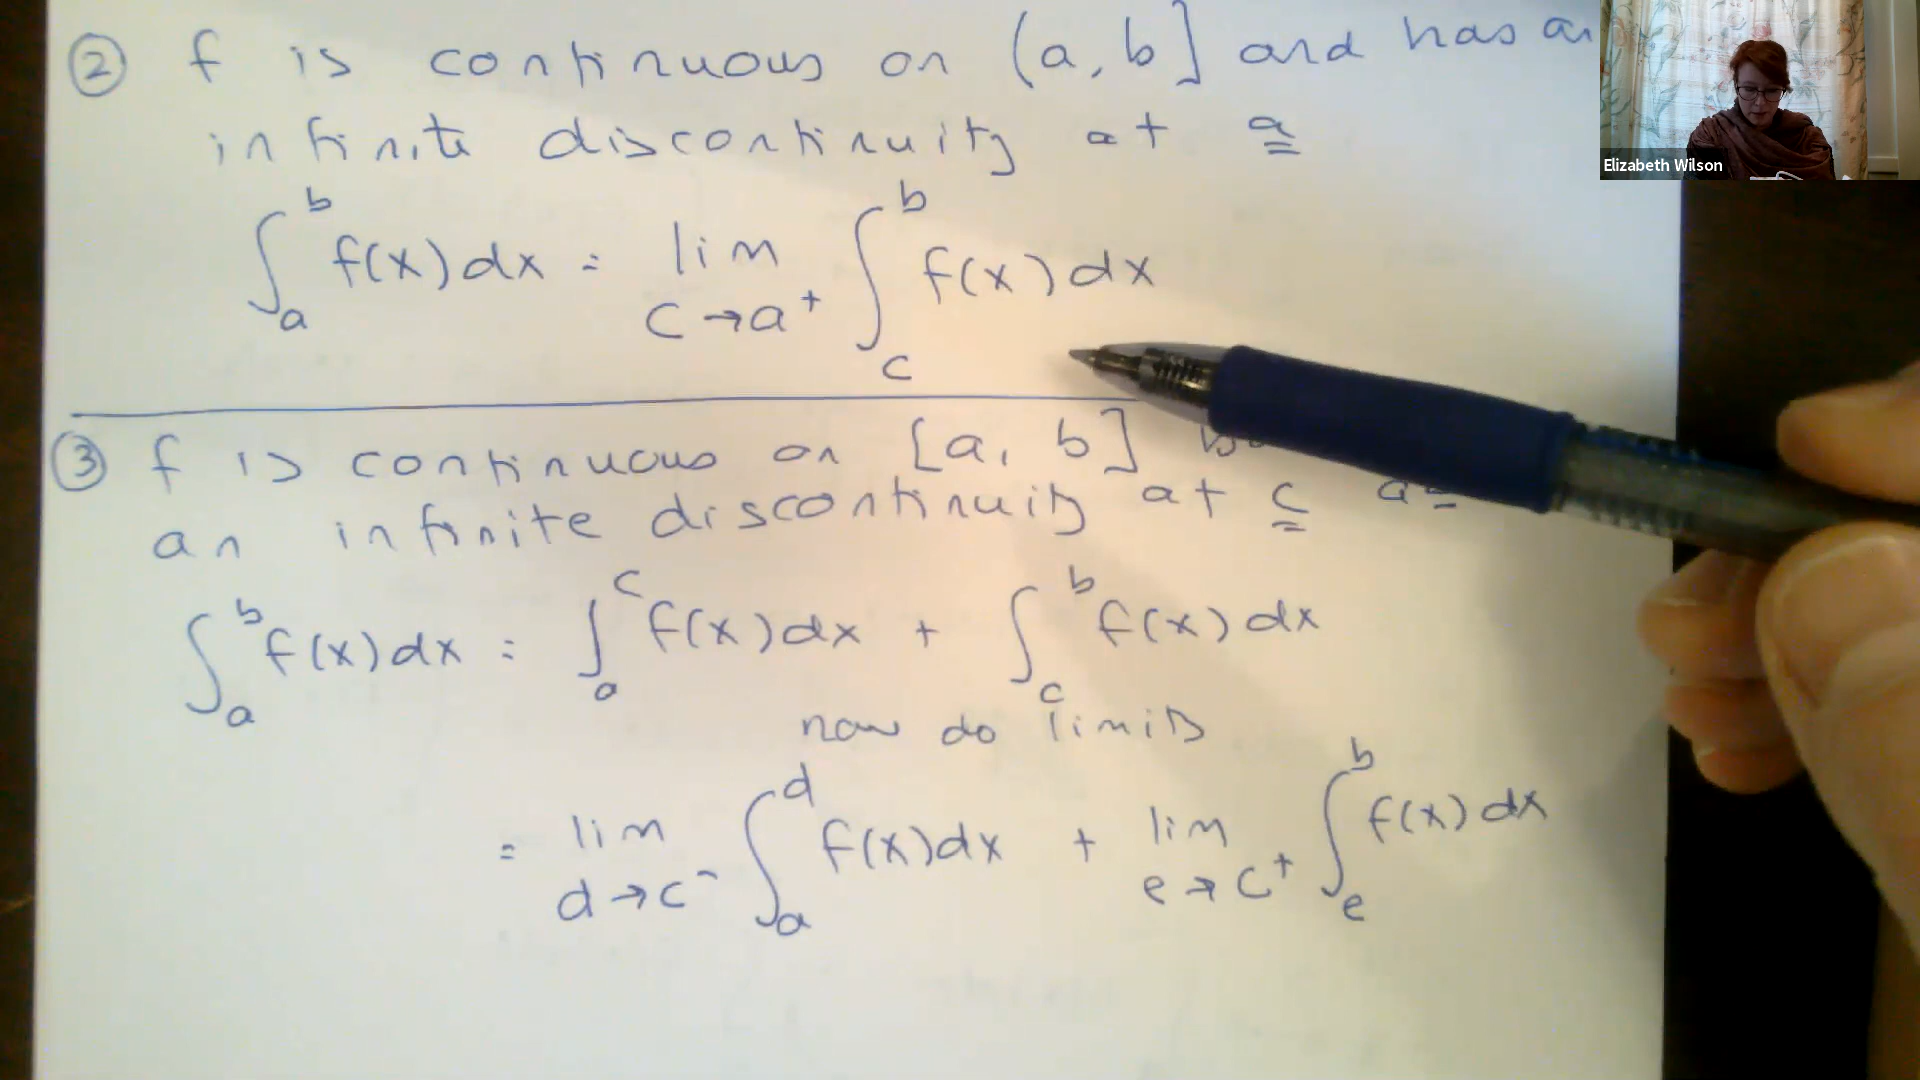 ② f is continuous on (a, b] and has an
infinite discontinuity at a
∫_a^b f(x)dx = lim_{c→a⁺} ∫_c^b f(x)dx
③ f is continuous on [a, b]
an infinite discontinuity at c
∫_a^b f(x)dx = ∫_a^c f(x)dx + ∫_c^b f(x)dx
now do limits
= lim_{d→c⁻} ∫_a^d f(x)dx + lim_{e→c⁺} ∫_e^b f(x)dx
Elizabeth Wilson